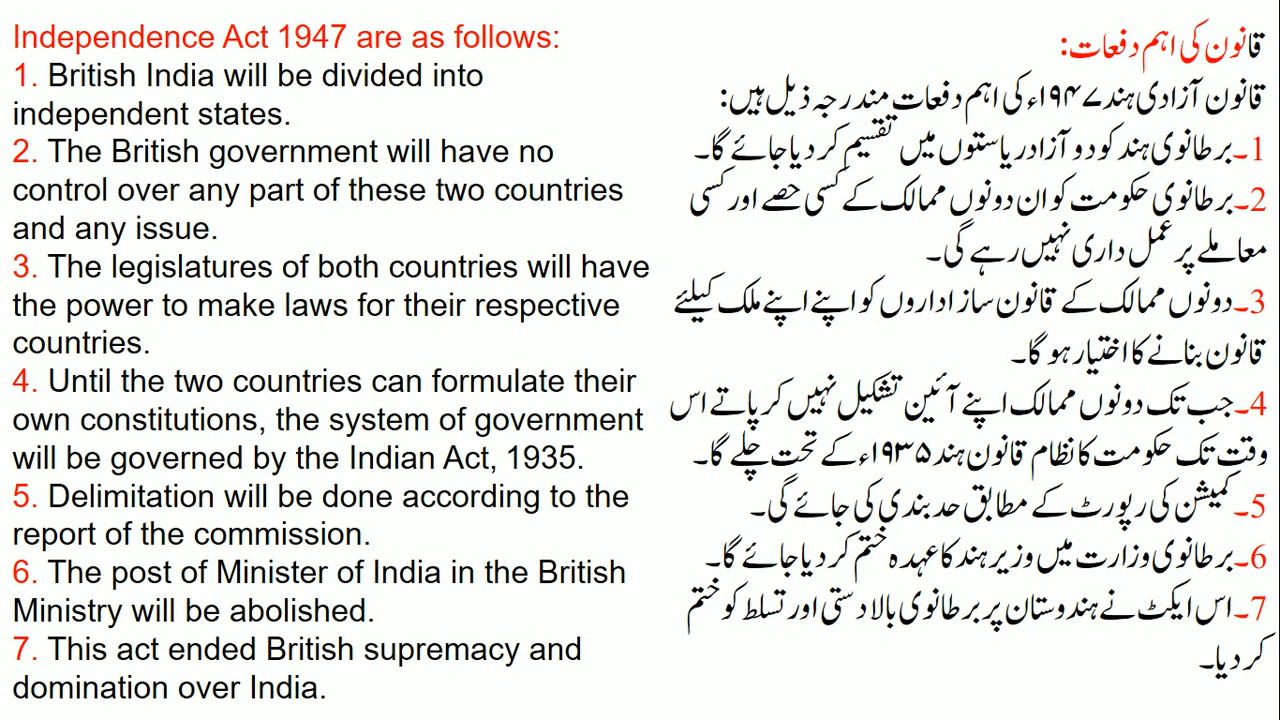 Independence Act 1947 are as follows:
1. British India will be divided into
independent states.
2. The British government will have no
control over any part of these two countries
and any issue.
3. The legislatures of both countries will have
the power to make laws for their respective
countries.
4. Until the two countries can formulate their
own constitutions, the system of government
will be governed by the Indian Act, 1935.
5. Delimitation will be done according to the
report of the commission.
6. The post of Minister of India in the British
Ministry will be abolished.
7. This act ended British supremacy and
domination over India.
قانون کی اہم دفعات:
قانون آزادی ہند ۱۹۴۷ء کی اہم دفعات مندرجہ ذیل ہیں:
1۔برطانوی ہند کو دو آزاد ریاستوں میں تقسیم کر دیا جائے گا۔
2۔برطانوی حکومت کو ان دونوں ممالک کے کسی حصے اور کسی
معاملے پر عمل داری نہیں رہے گی۔
3۔دونوں ممالک کے قانون ساز اداروں کو اپنے اپنے ملک کیلئے
قانون بنانے کا اختیار ہو گا۔
4۔جب تک دونوں ممالک اپنے آئین تشکیل نہیں کر پاتے اس
وقت تک حکومت کا نظام قانون ہند ۱۹۳۵ء کے تحت چلے گا۔
5۔کمیشن کی رپورٹ کے مطابق حد بندی کی جائے گی۔
6۔برطانوی وزارت میں وزیر ہند کا عہدہ ختم کر دیا جائے گا۔
7۔اس ایکٹ نے ہندوستان پر برطانوی بالا دستی اور تسلط کو ختم
کر دیا۔